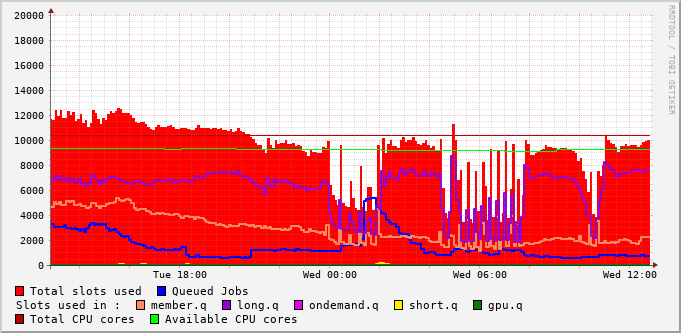 20000
18000
16000
14000
12000
10000
8000
6000
4000
2000
0
Tue 18:00 Wed 00:00 Wed 06:00 Wed 12:00
Total slots used Queued Jobs
Slots used in : member.q long.q ondemand.q short.q gpu.q
Total CPU cores Available CPU cores
RRDTOOL / TOBI OETIKER